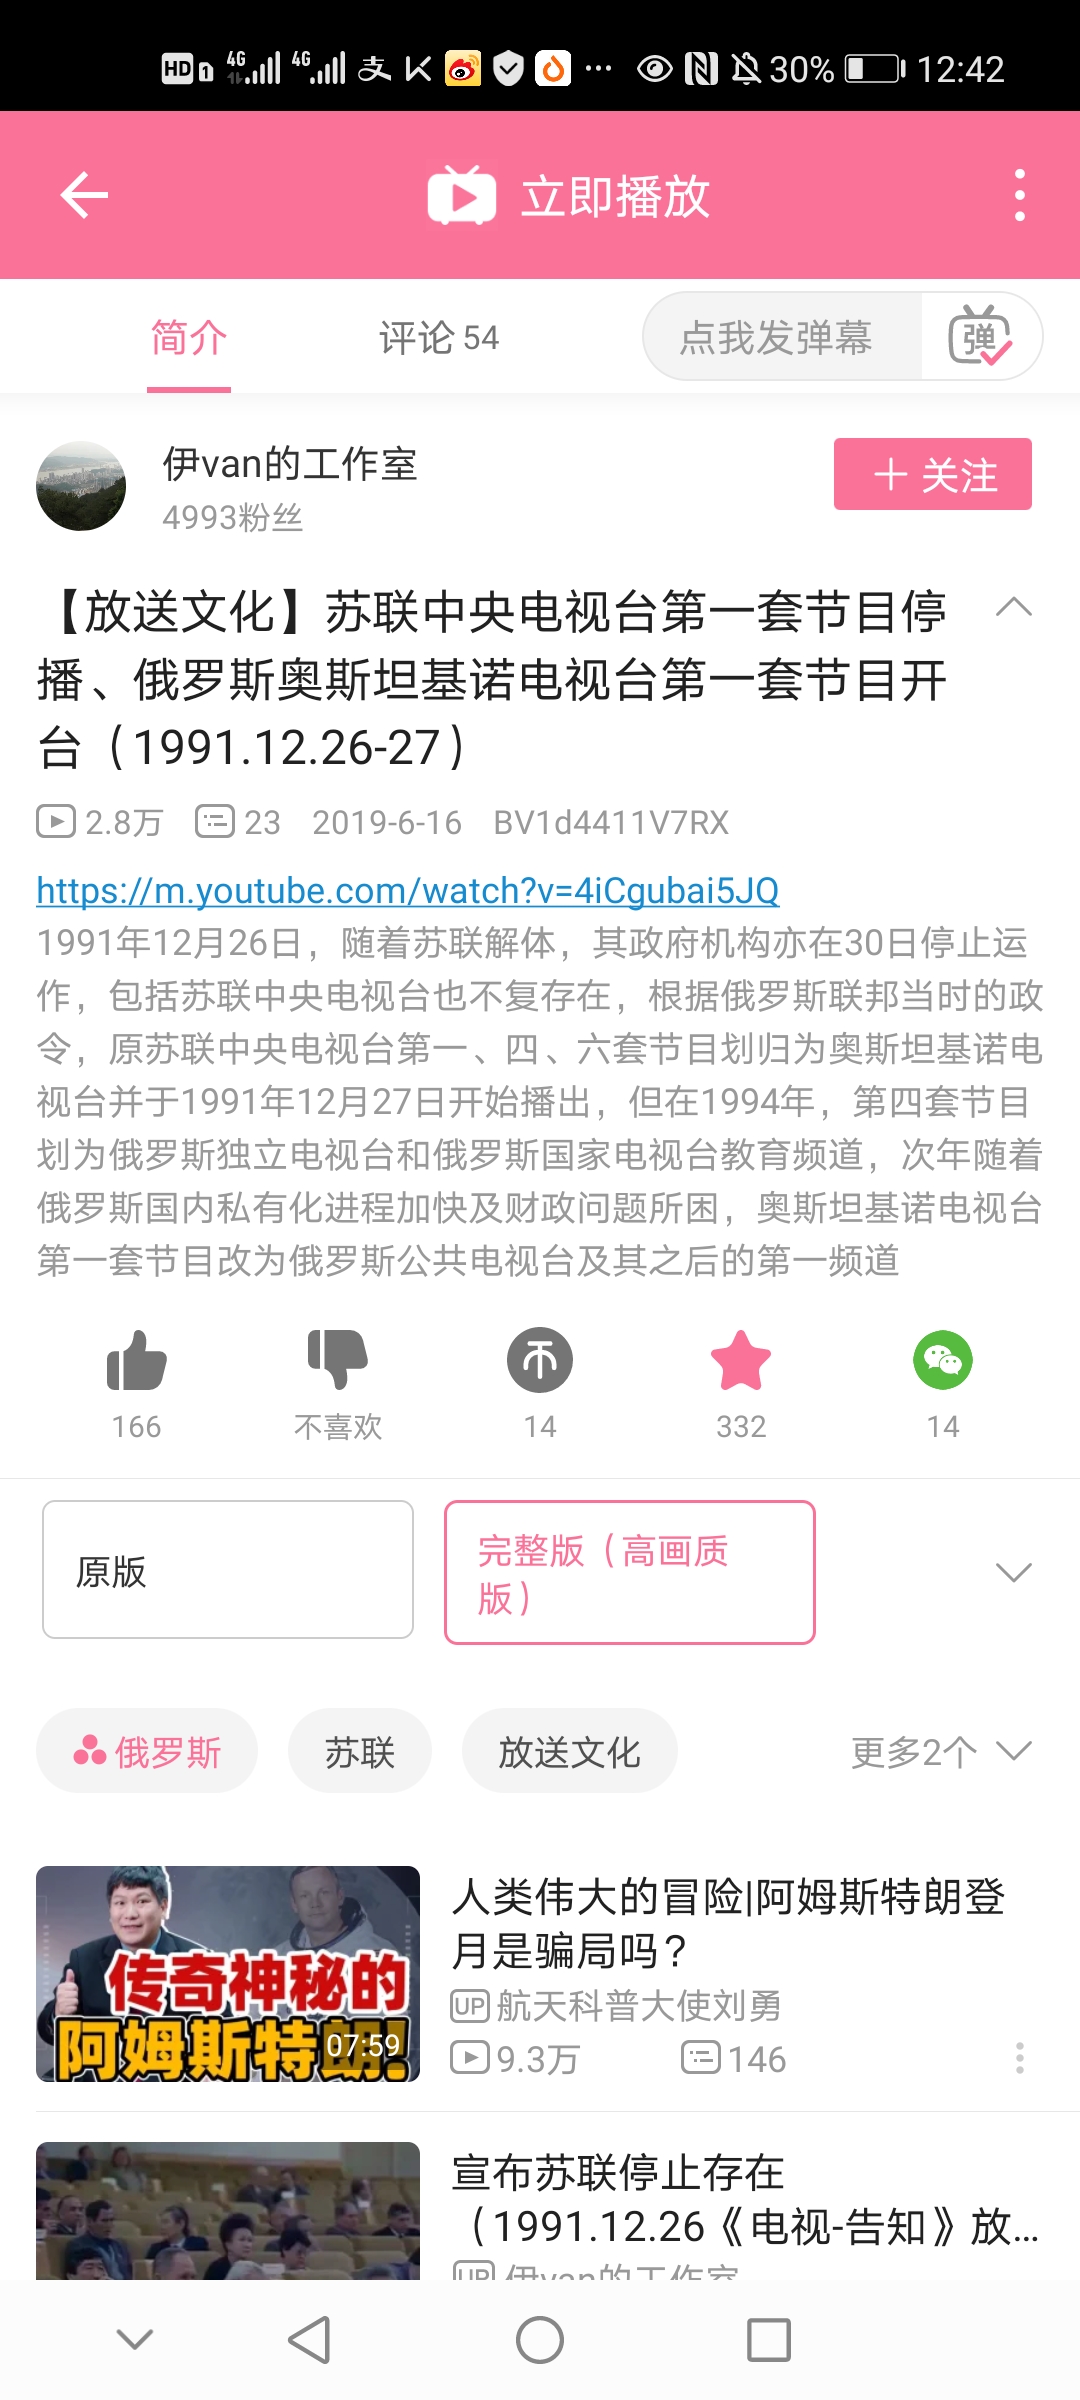 HD 1 4G 4G 支 30% 12:42
立即播放
简介 评论 54 点我发弹幕 弹
伊van的工作室
4993粉丝
关注
【放送文化】苏联中央电视台第一套节目停
播、俄罗斯奥斯坦基诺电视台第一套节目开
台（1991.12.26-27）
2.8万 23 2019-6-16 BV1d4411V7RX
https://m.youtube.com/watch?v=4iCgubai5JQ
1991年12月26日，随着苏联解体，其政府机构亦在30日停止运
作，包括苏联中央电视台也不复存在，根据俄罗斯联邦当时的政
令，原苏联中央电视台第一、四、六套节目划归为奥斯坦基诺电
视台并于1991年12月27日开始播出，但在1994年，第四套节目
划为俄罗斯独立电视台和俄罗斯国家电视台教育频道，次年随着
俄罗斯国内私有化进程加快及财政问题所困，奥斯坦基诺电视台
第一套节目改为俄罗斯公共电视台及其之后的第一频道
166 不喜欢 14 332 14
原版
完整版（高画质
版）
俄罗斯 苏联 放送文化 更多2个
传奇神秘的
阿姆斯特朗!
07:59
人类伟大的冒险|阿姆斯特朗登
月是骗局吗？
UP 航天科普大使刘勇
9.3万 146
宣布苏联停止存在
（1991.12.26《电视-告知》放...
UP 伊van的工作室